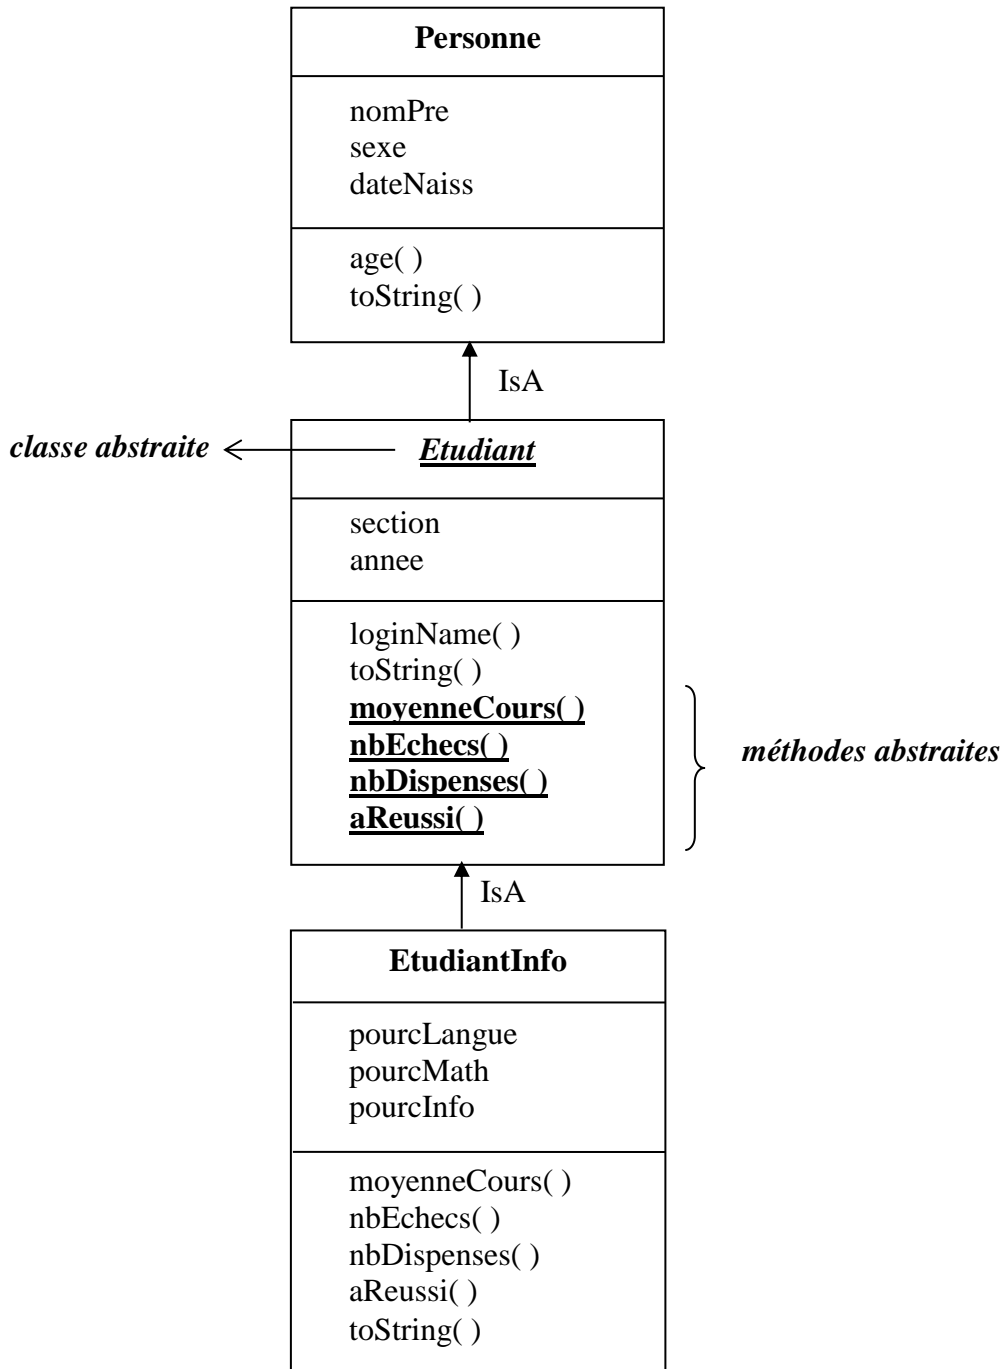 Personne
nomPre
sexe
dateNaiss
age( )
toString( )
IsA
classe abstraite
Etudiant
section
annee
loginName( )
toString( )
moyenneCours( )
nbEchecs( )
nbDispenses( )
aReussi( )
méthodes abstraites
IsA
EtudiantInfo
pourcLangue
pourcMath
pourcInfo
moyenneCours( )
nbEchecs( )
nbDispenses( )
aReussi( )
toString( )